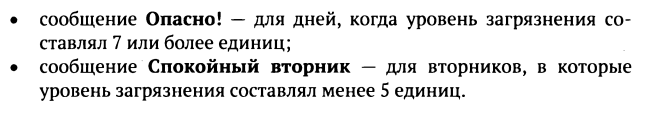 • сообщение Опасно! — для дней, когда уровень загрязнения со-
ставлял 7 или более единиц;
• сообщение Спокойный вторник — для вторников, в которые
уровень загрязнения составлял менее 5 единиц.